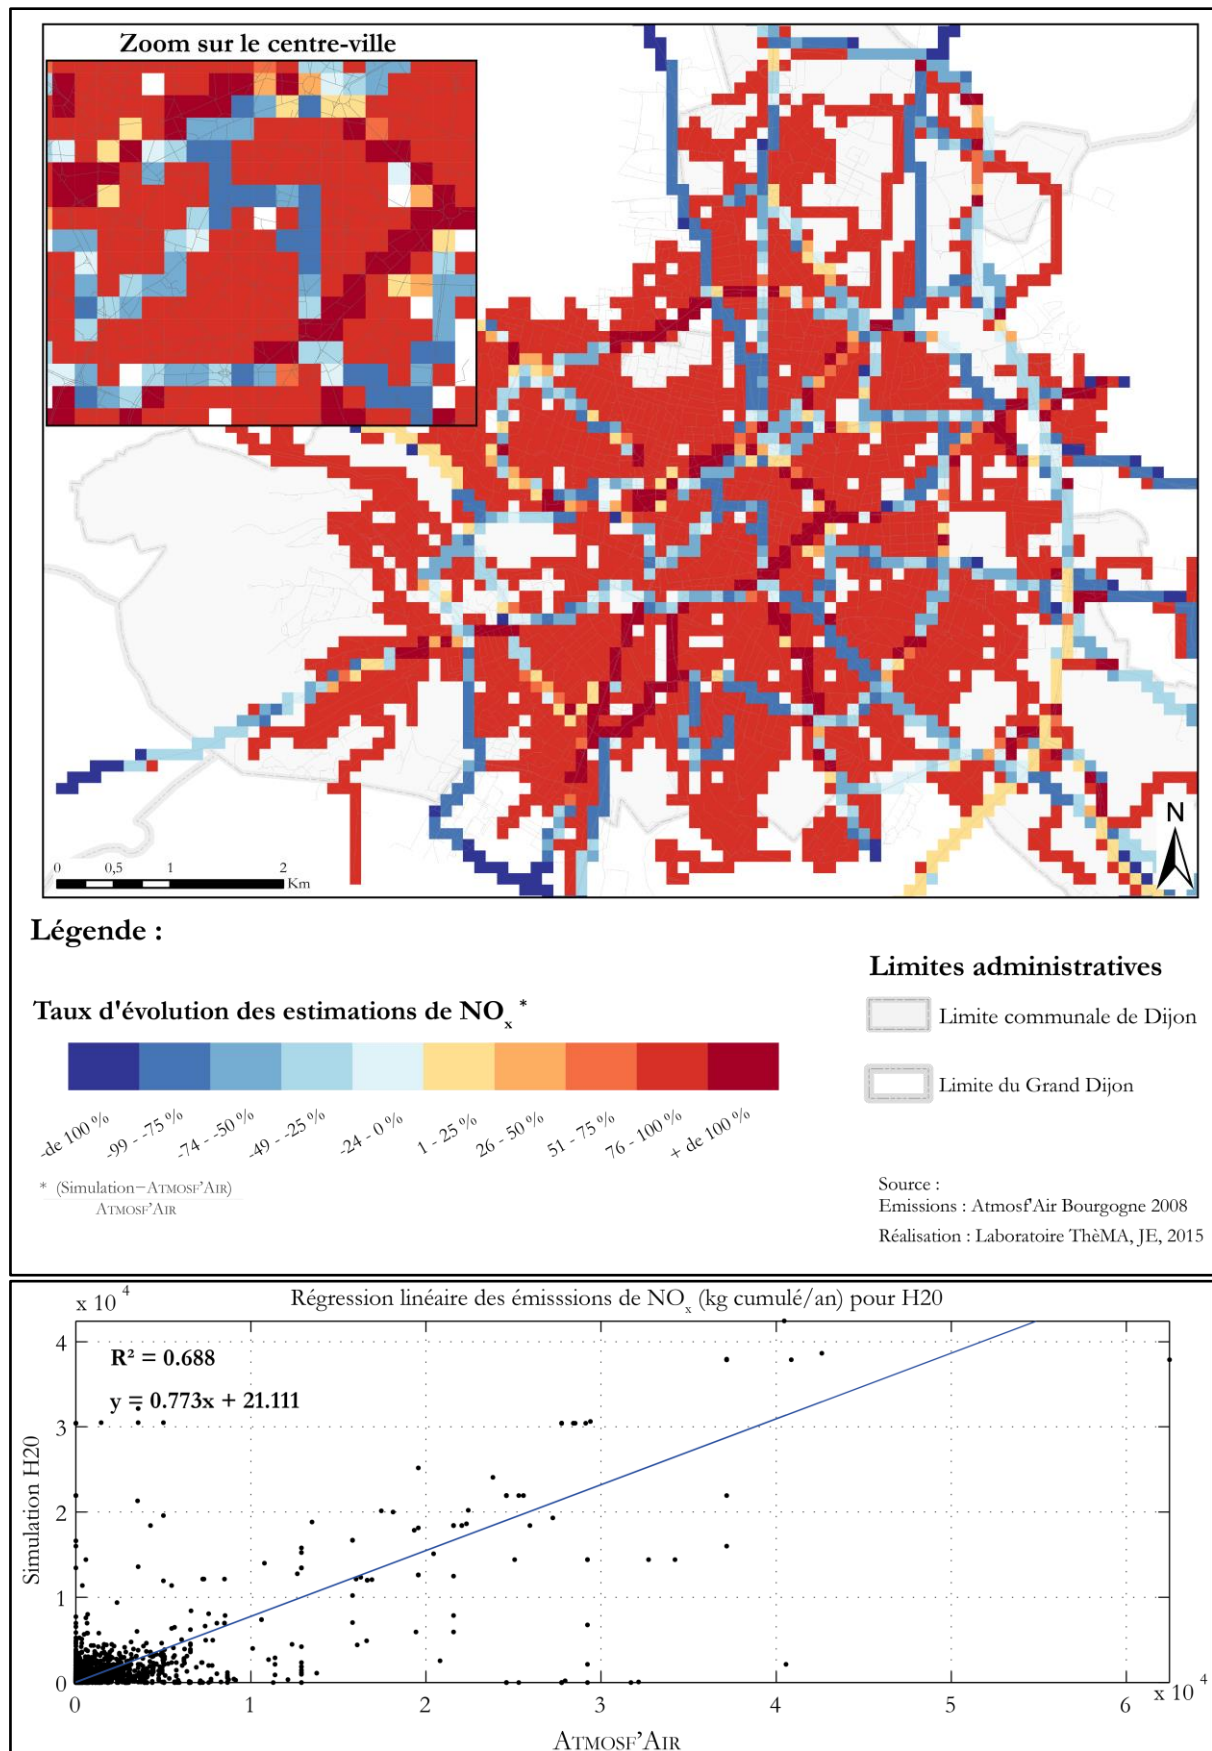 Zoom sur le centre-ville
N
0 0,5 1 2
Km
Légende :
Taux d'évolution des estimations de NOx *
-de 100 %
-99 - -75 %
-74 - -50 %
-49 - -25 %
-24 - 0 %
1 - 25 %
26 - 50 %
51 - 75 %
76 - 100 %
+ de 100 %
* (Simulation−ATMOSF'AIR)
ATMOSF'AIR
Limites administratives
Limite communale de Dijon
Limite du Grand Dijon
Source :
Emissions : Atmosf'Air Bourgogne 2008
Réalisation : Laboratoire ThèMA, JE, 2015
x 10⁴
Régression linéaire des émisssions de NOx (kg cumulé/an) pour H20
R² = 0.688
y = 0.773x + 21.111
Simulation H20
4
3
2
1
0
0 1 2 3 4 5 6 x 10⁴
ATMOSF'AIR